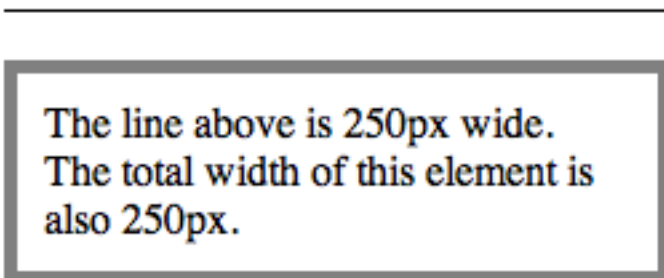 The line above is 250px wide.
The total width of this element is
also 250px.